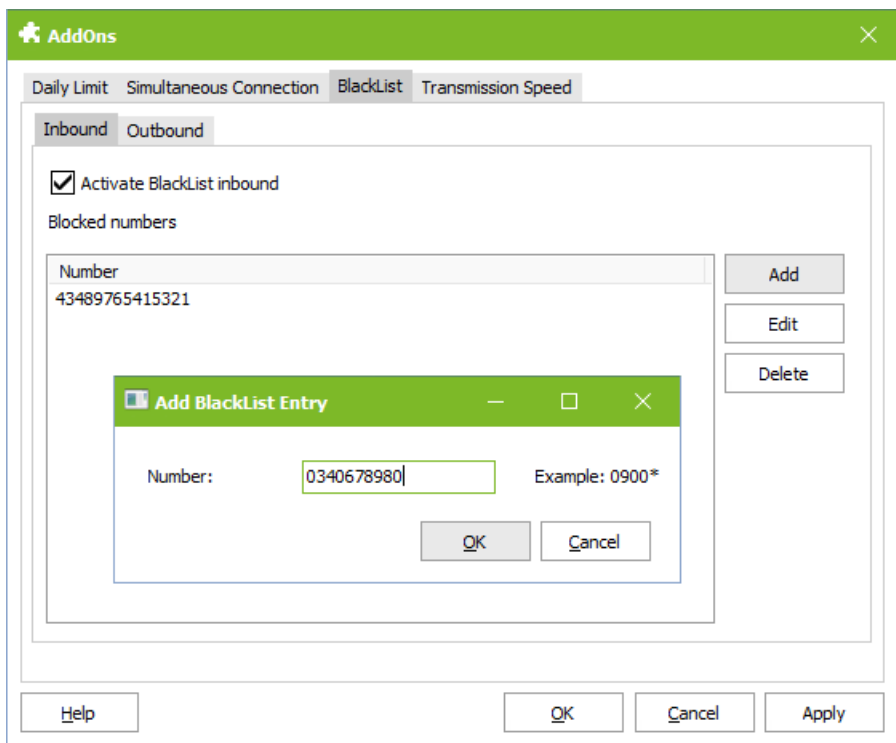 AddOns
Daily Limit Simultaneous Connection BlackList Transmission Speed
Inbound Outbound
Activate BlackList inbound
Blocked numbers
Number
43489765415321
Add
Edit
Delete
Add BlackList Entry
Number: 0340678980 Example: 0900*
OK Cancel
Help OK Cancel Apply